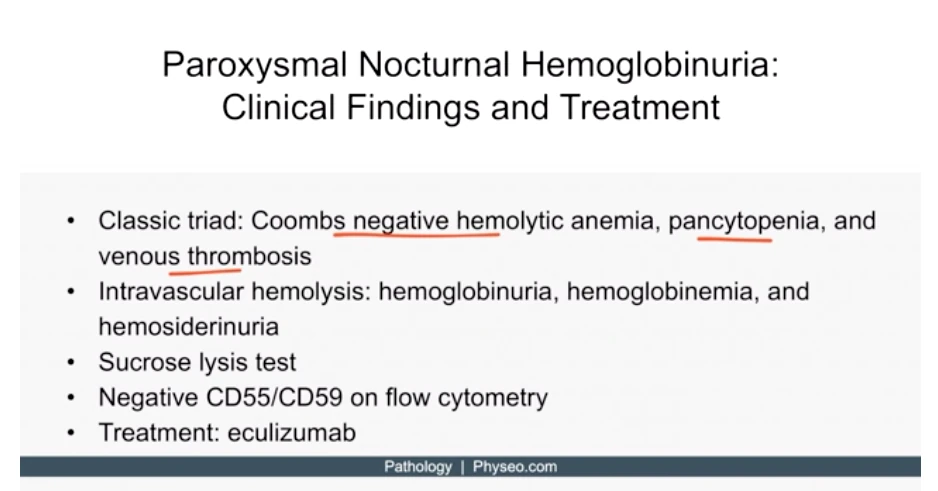 Paroxysmal Nocturnal Hemoglobinuria:
Clinical Findings and Treatment
• Classic triad: Coombs negative hemolytic anemia, pancytopenia, and
venous thrombosis
• Intravascular hemolysis: hemoglobinuria, hemoglobinemia, and
hemosiderinuria
• Sucrose lysis test
• Negative CD55/CD59 on flow cytometry
• Treatment: eculizumab
Pathology | Physeo.com